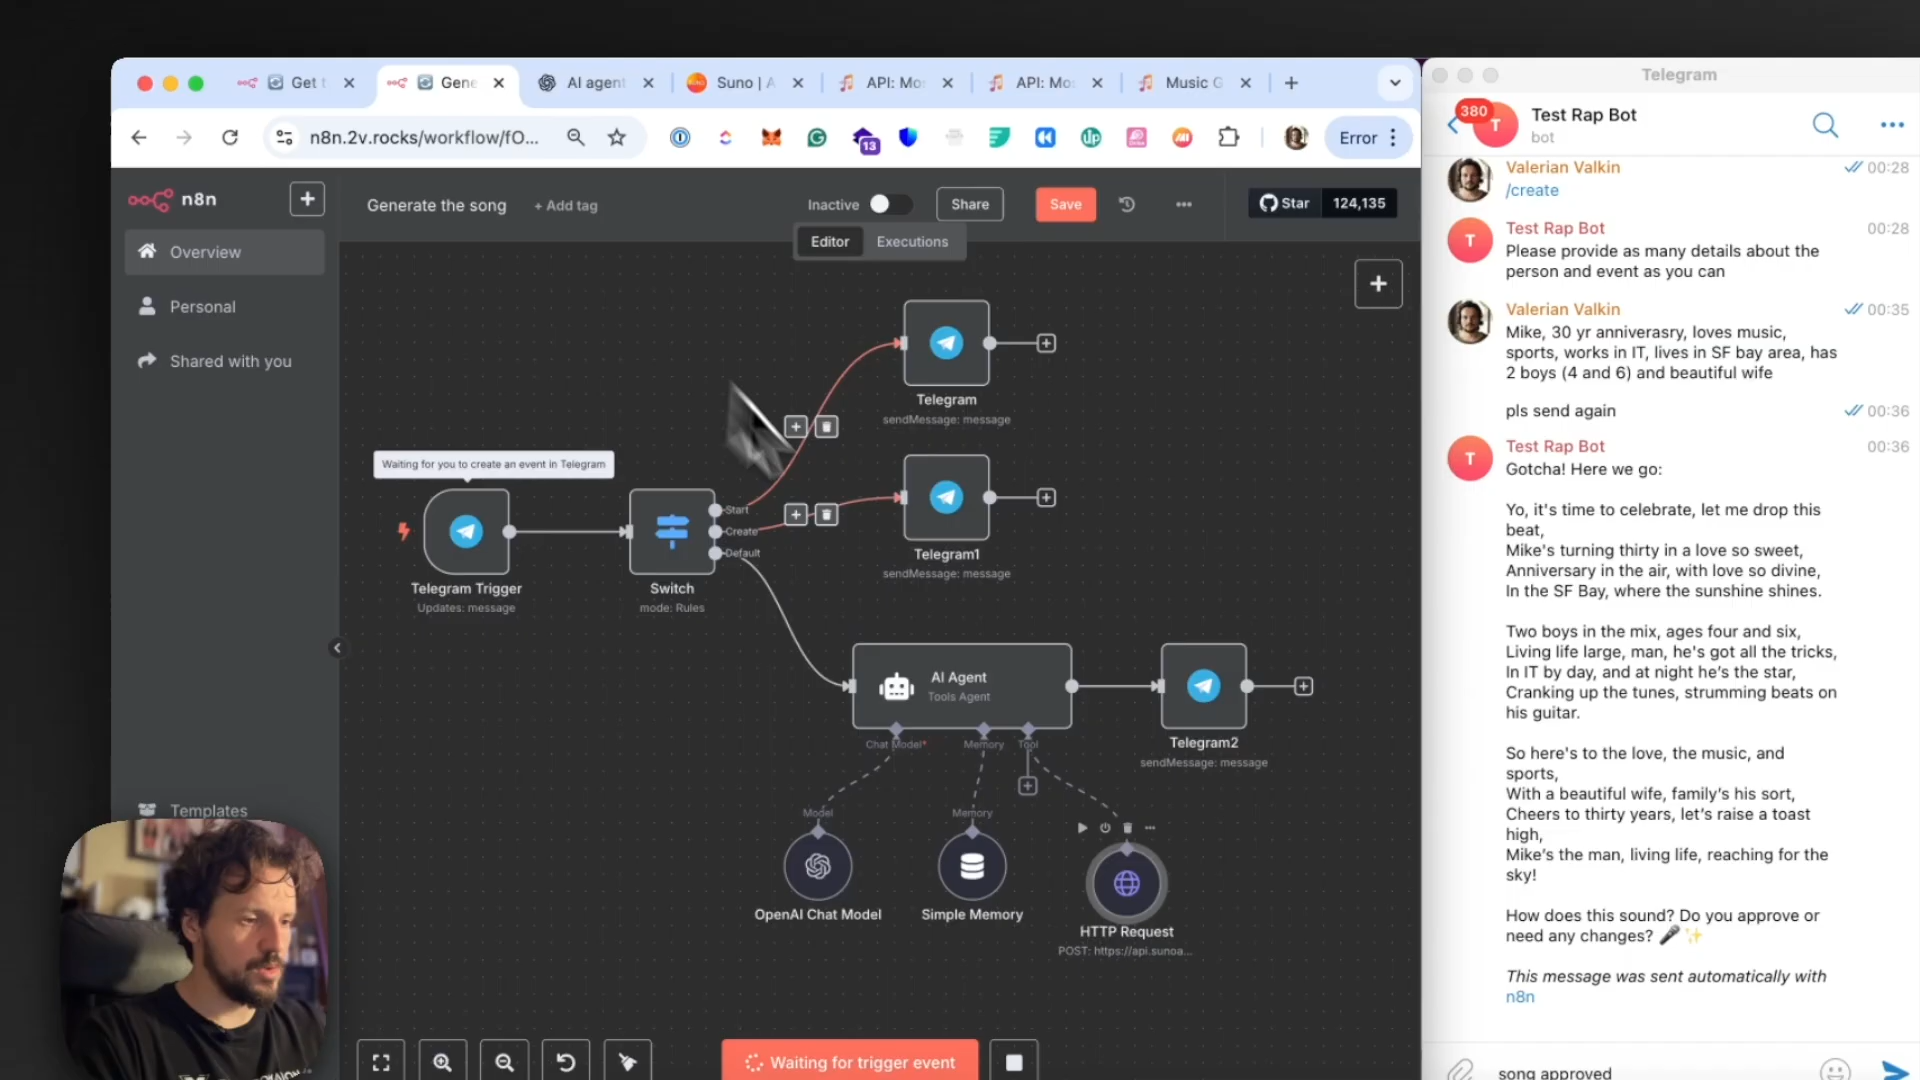 Get t
Gene
AI agent
Suno | A
API: Mo
API: Mo
Music G
n8n.2v.rocks/workflow/fO...
13
Error
n8n
Generate the song
+ Add tag
Inactive
Share
Save
Star
124,135
Editor
Executions
Overview
Personal
Shared with you
Templates
Waiting for you to create an event in Telegram
Telegram
sendMessage: message
Telegram1
sendMessage: message
Start
Create
Default
Telegram Trigger
Updates: message
Switch
mode: Rules
AI Agent
Tools Agent
Chat Model*
Memory
Tool
Telegram2
sendMessage: message
Model
Memory
OpenAI Chat Model
Simple Memory
HTTP Request
POST: https://api.sunoa...
Waiting for trigger event
Telegram
380
T
Test Rap Bot
bot
Valerian Valkin
00:28
/create
Test Rap Bot
00:28
T
Please provide as many details about the
person and event as you can
Valerian Valkin
00:35
Mike, 30 yr anniverasry, loves music,
sports, works in IT, lives in SF bay area, has
2 boys (4 and 6) and beautiful wife
pls send again
00:36
Test Rap Bot
00:36
T
Gotcha! Here we go:
Yo, it's time to celebrate, let me drop this
beat,
Mike's turning thirty in a love so sweet,
Anniversary in the air, with love so divine,
In the SF Bay, where the sunshine shines.
Two boys in the mix, ages four and six,
Living life large, man, he's got all the tricks,
In IT by day, and at night he's the star,
Cranking up the tunes, strumming beats on
his guitar.
So here's to the love, the music, and
sports,
With a beautiful wife, family's his sort,
Cheers to thirty years, let's raise a toast
high,
Mike's the man, living life, reaching for the
sky!
How does this sound? Do you approve or
need any changes? 🎤✨
This message was sent automatically with
n8n
song approved